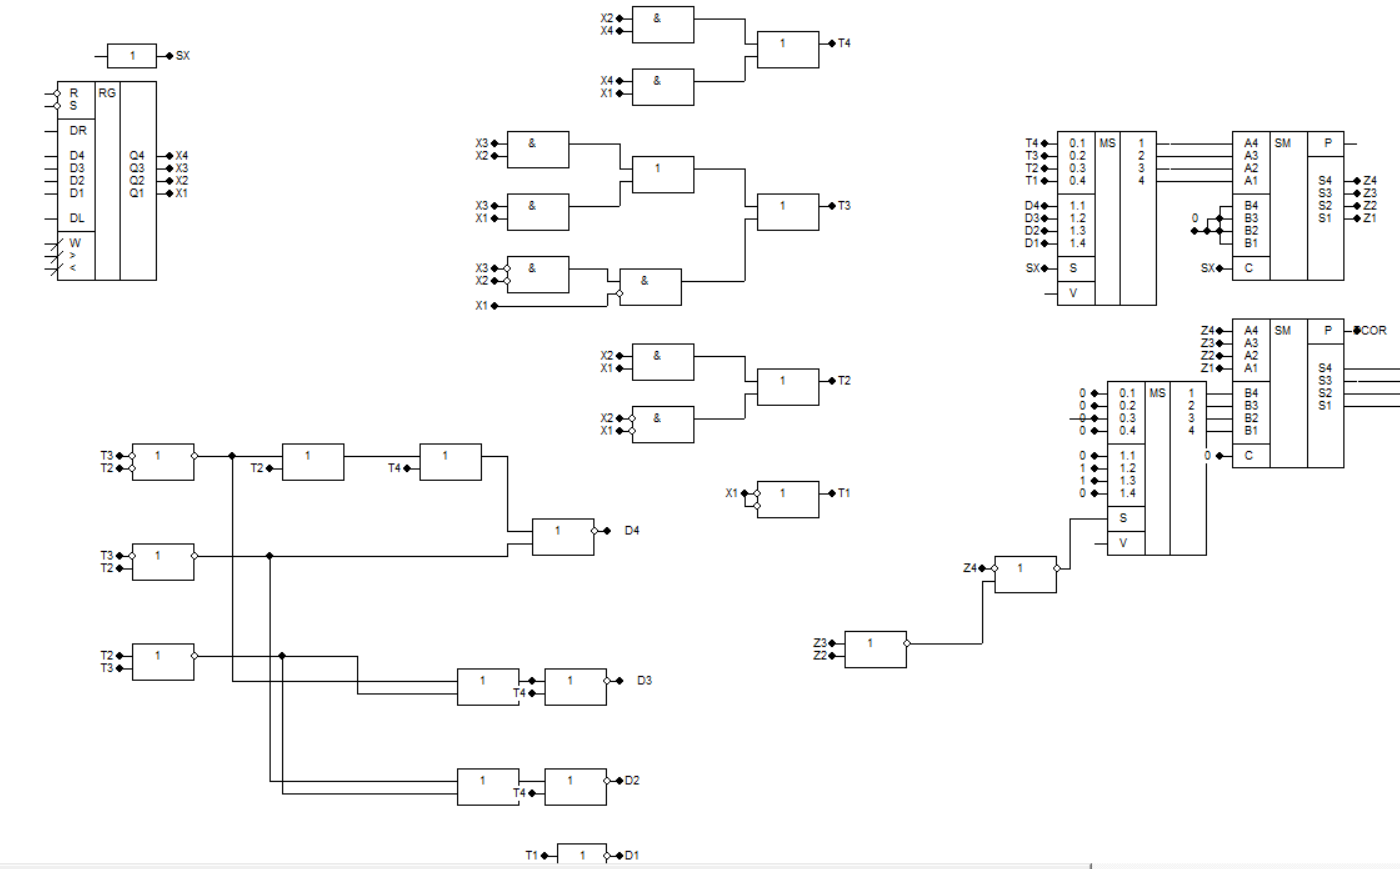 X2 & X4
& 1 T4
X4 & X1
1 SX
R RG
S
DR
D4 Q4 X4
D3 Q3 X3
D2 Q2 X2
D1 Q1 X1
DL
W
>
<
X3 &
X2
1
X3 &
X1
1 T3
X3 &
X2
&
X1
X2 &
X1
1 T2
X2 &
X1
X1 1 T1
T4 0.1 MS 1
T3 0.2 2
T2 0.3 3
T1 0.4 4
D4 1.1
D3 1.2
D2 1.3
D1 1.4
SX S
V
A4 SM P
A3
A2
A1 S4 Z4
S3 Z3
B4 S2 Z2
0 B3 S1 Z1
B2
B1
SX C
Z4 A4 SM P COR
Z3 A3
Z2 A2
Z1 A1 S4
S3
B4 S2
B3 S1
B2
B1
0 C
0 0.1 MS 1
0 0.2 2
0 0.3 3
0 0.4 4
0 1.1
1 1.2
1 1.3
0 1.4
S
V
Z4 1
Z3 1
Z2
T3 1
T2
T2 1
T4 1
1 D4
T3 1
T2
T2 1
T3
1 T4 1 D3
1 T4 1 D2
T1 1 D1